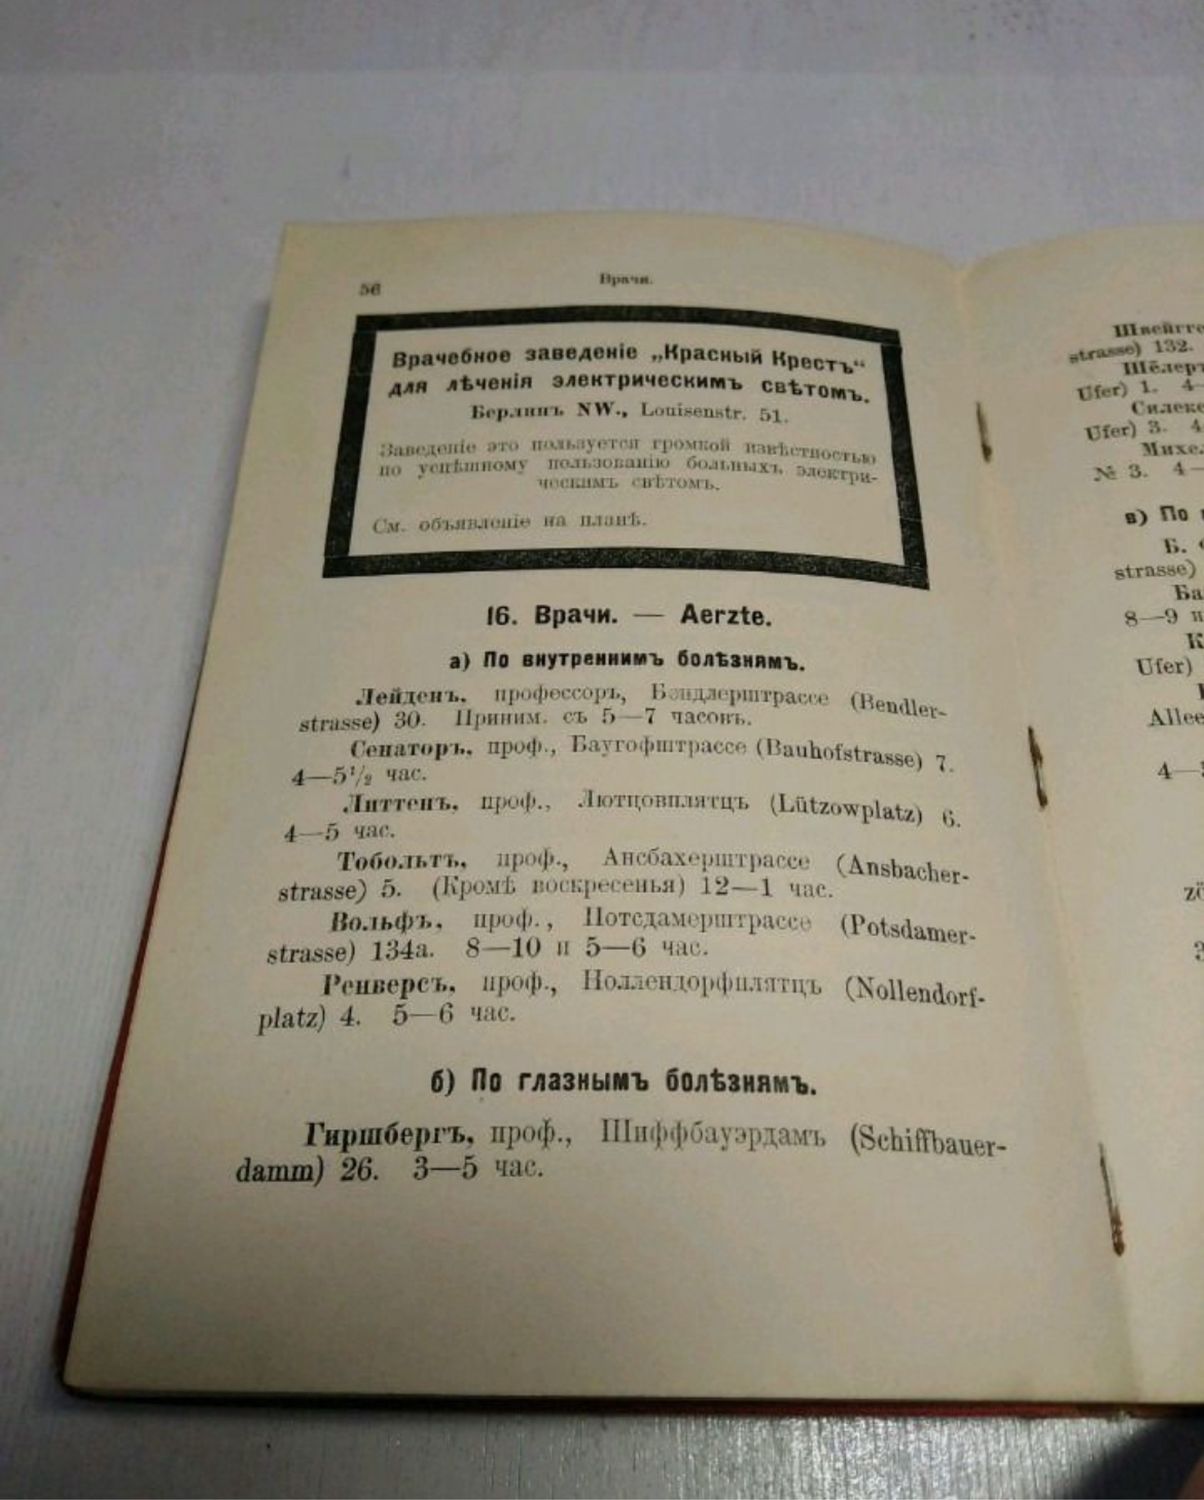 56
Врачи.
Врачебное заведеніе „Красный Крестъ“
для лѣченія электрическимъ свѣтомъ.
Берлинъ NW., Louisenstr. 51.
Заведеніе это пользуется громкой извѣстностью
по успѣшному пользованію больныхъ электри-
ческимъ свѣтомъ.
См. объявленіе на планѣ.
16. Врачи. — Aerzte.
а) По внутреннимъ болѣзнямъ.
Лейденъ, профессоръ, Бендлерштрассе (Bendler-
strasse) 30. Приним. съ 5—7 часовъ.
Сенаторъ, проф., Баугофштрассе (Bauhofstrasse) 7.
4—5½ час.
Литтенъ, проф., Лютцовплятцъ (Lützowplatz) 6.
4—5 час.
Тобольтъ, проф., Ансбахерштрассе (Ansbacher-
strasse) 5. (Кромѣ воскресенья) 12—1 час.
Вольфъ, проф., Потсдамерштрассе (Potsdamer-
strasse) 134a. 8—10 и 5—6 час.
Ренверсъ, проф., Ноллендорфплятцъ (Nollendorf-
platz) 4. 5—6 час.
б) По глазнымъ болѣзнямъ.
Гиршбергъ, проф., Шиффбауэрдамъ (Schiffbauer-
damm) 26. 3—5 час.
strasse) 132.
Ufer) 1. 4—
Ufer) 3. 4
№ 3. 4—
в) По
Б.
strasse)
8—9 и
Ufer)
Allee
4—